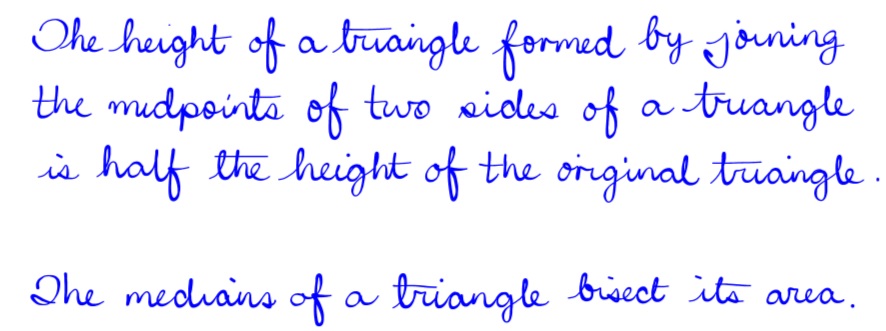 The height of a triangle formed by joining
the midpoints of two sides of a triangle
is half the height of the original triangle.
The medians of a triangle bisect its area.